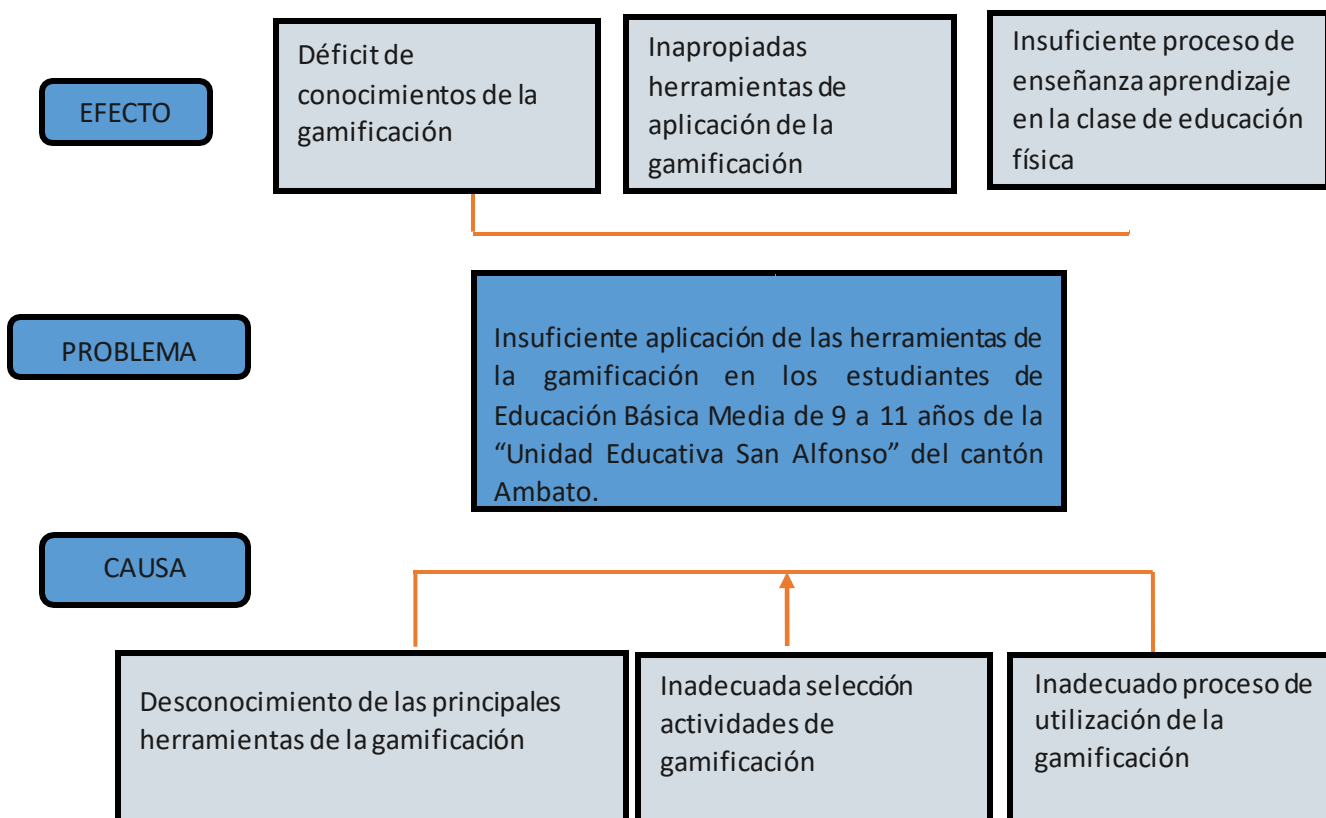 EFECTO
Déficit de
conocimientos de la
gamificación
Inapropiadas
herramientas de
aplicación de la
gamificación
Insuficiente proceso de
enseñanza aprendizaje
en la clase de educación
física
PROBLEMA
Insuficiente aplicación de las herramientas de
la gamificación en los estudiantes de
Educación Básica Media de 9 a 11 años de la
“Unidad Educativa San Alfonso” del cantón
Ambato.
CAUSA
Desconocimiento de las principales
herramientas de la gamificación
Inadecuada selección
actividades de
gamificación
Inadecuado proceso de
utilización de la
gamificación